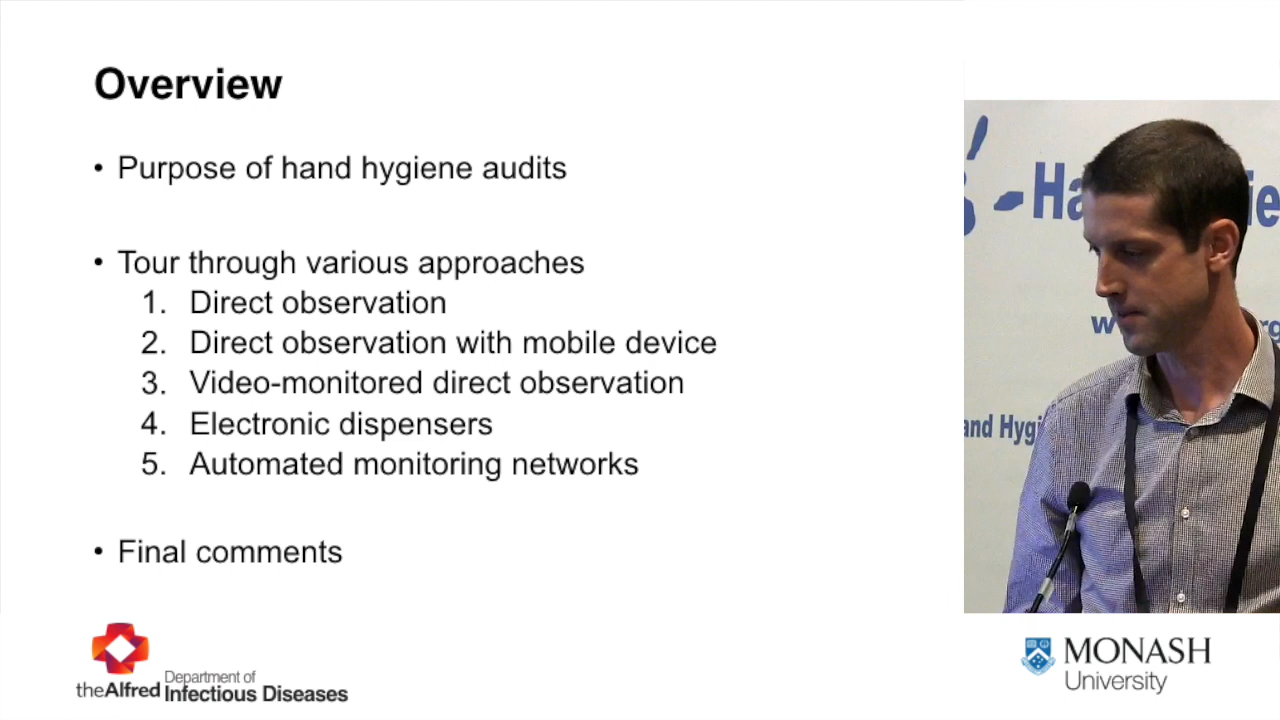 Overview
• Purpose of hand hygiene audits
• Tour through various approaches
1. Direct observation
2. Direct observation with mobile device
3. Video-monitored direct observation
4. Electronic dispensers
5. Automated monitoring networks
• Final comments
theAlfred Department of
Infectious Diseases
MONASH
University